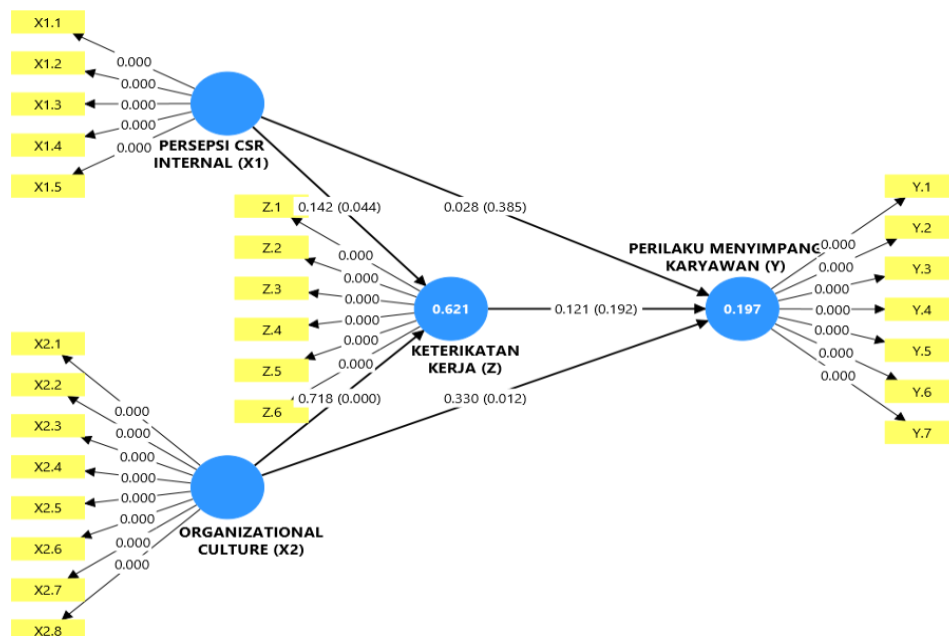 X1.1
X1.2
X1.3
X1.4
X1.5
0.000
0.000
0.000
0.000
0.000
PERSEPSI CSR
INTERNAL (X1)
0.142 (0.044)
0.028 (0.385)
Z.1
Z.2
Z.3
Z.4
Z.5
Z.6
0.000
0.000
0.000
0.000
0.000
0.000
0.621
KETERIKATAN
KERJA (Z)
0.121 (0.192)
0.718 (0.000)
0.330 (0.012)
PERILAKU MENYIMPANG
KARYAWAN (Y)
0.197
0.000
0.000
0.000
0.000
0.000
0.000
0.000
Y.1
Y.2
Y.3
Y.4
Y.5
Y.6
Y.7
X2.1
X2.2
X2.3
X2.4
X2.5
X2.6
X2.7
X2.8
0.000
0.000
0.000
0.000
0.000
0.000
0.000
0.000
ORGANIZATIONAL
CULTURE (X2)